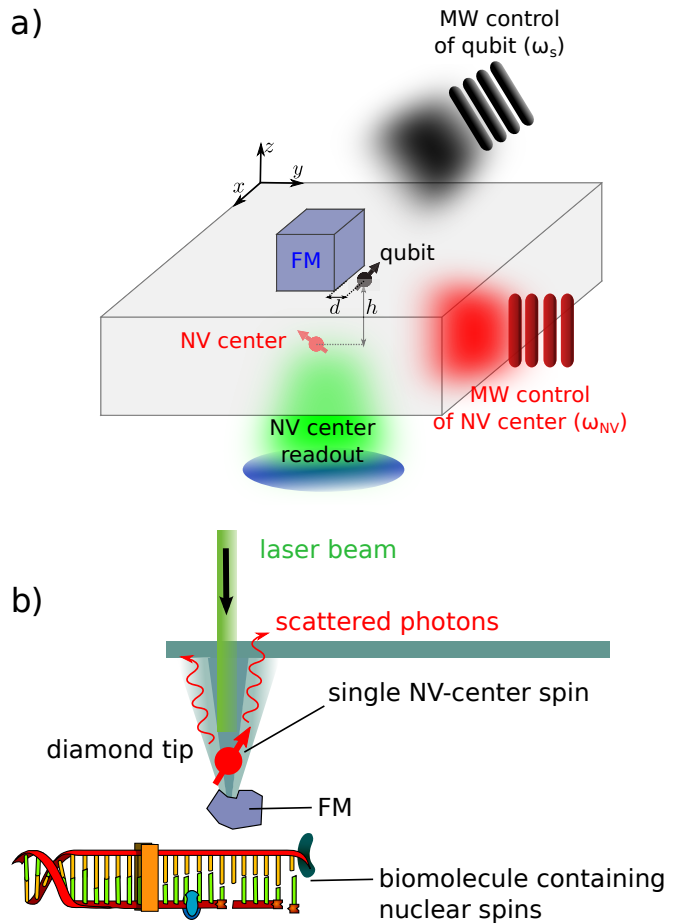 a)
MW control
of qubit (ωs)
z
y
x
FM
qubit
d
h
NV center
MW control
of NV center (ωNV)
NV center
readout
laser beam
b)
scattered photons
single NV-center spin
diamond tip
FM
biomolecule containing
nuclear spins